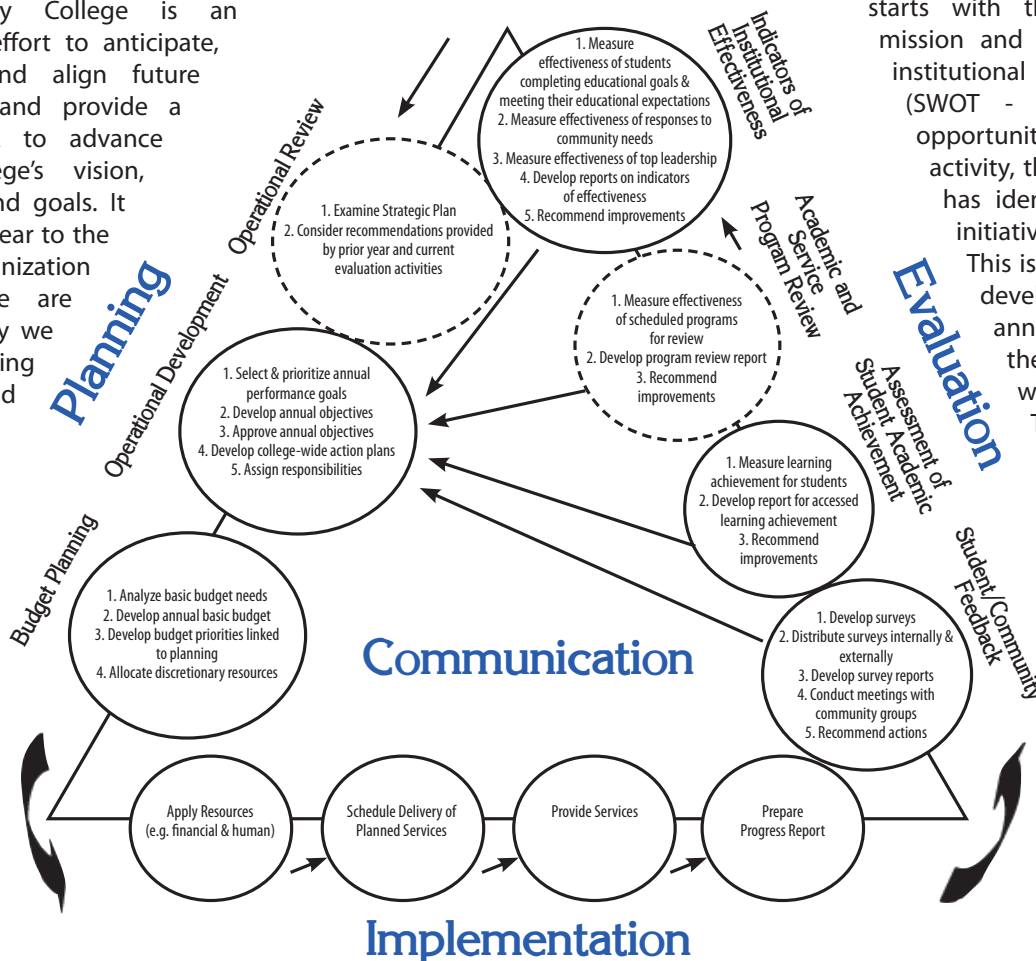 y College is an
effort to anticipate,
nd align future
and provide a
to advance
ege's vision,
nd goals. It
ear to the
nization
e are
y we
ing
d
starts with th
mission and
institutional
(SWOT -
opportunit
activity, th
has iden
initiativ
This is
deve
ann
the
w
T
Planning
Operational Review
1. Examine Strategic Plan
2. Consider recommendations provided
by prior year and current
evaluation activities
Operational Development
1. Select & prioritize annual
performance goals
2. Develop annual objectives
3. Approve annual objectives
4. Develop college-wide action plans
5. Assign responsibilities
Budget Planning
1. Analyze basic budget needs
2. Develop annual basic budget
3. Develop budget priorities linked
to planning
4. Allocate discretionary resources
Evaluation
Indicators of
Institutional
Effectiveness
1. Measure
effectiveness of students
completing educational goals &
meeting their educational expectations
2. Measure effectiveness of responses to
community needs
3. Measure effectiveness of top leadership
4. Develop reports on indicators
of effectiveness
5. Recommend improvements
Academic and
Service
Program Review
1. Measure effectiveness
of scheduled programs
for review
2. Develop program review report
3. Recommend
improvements
Assessment of
Student Academic
Achievement
1. Measure learning
achievement for students
2. Develop report for accessed
learning achievement
3. Recommend
improvements
Student/Community
Feedback
1. Develop surveys
2. Distribute surveys internally &
externally
3. Develop survey reports
4. Conduct meetings with
community groups
5. Recommend actions
Communication
Apply Resources
(e.g. financial & human)
Schedule Delivery of
Planned Services
Provide Services
Prepare
Progress Report
Implementation